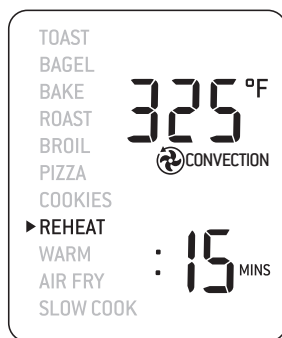 TOAST
BAGEL
BAKE
ROAST
BROIL
PIZZA
COOKIES
▶REHEAT
WARM
AIR FRY
SLOW COOK
325°F
CONVECTION
:15 MINS